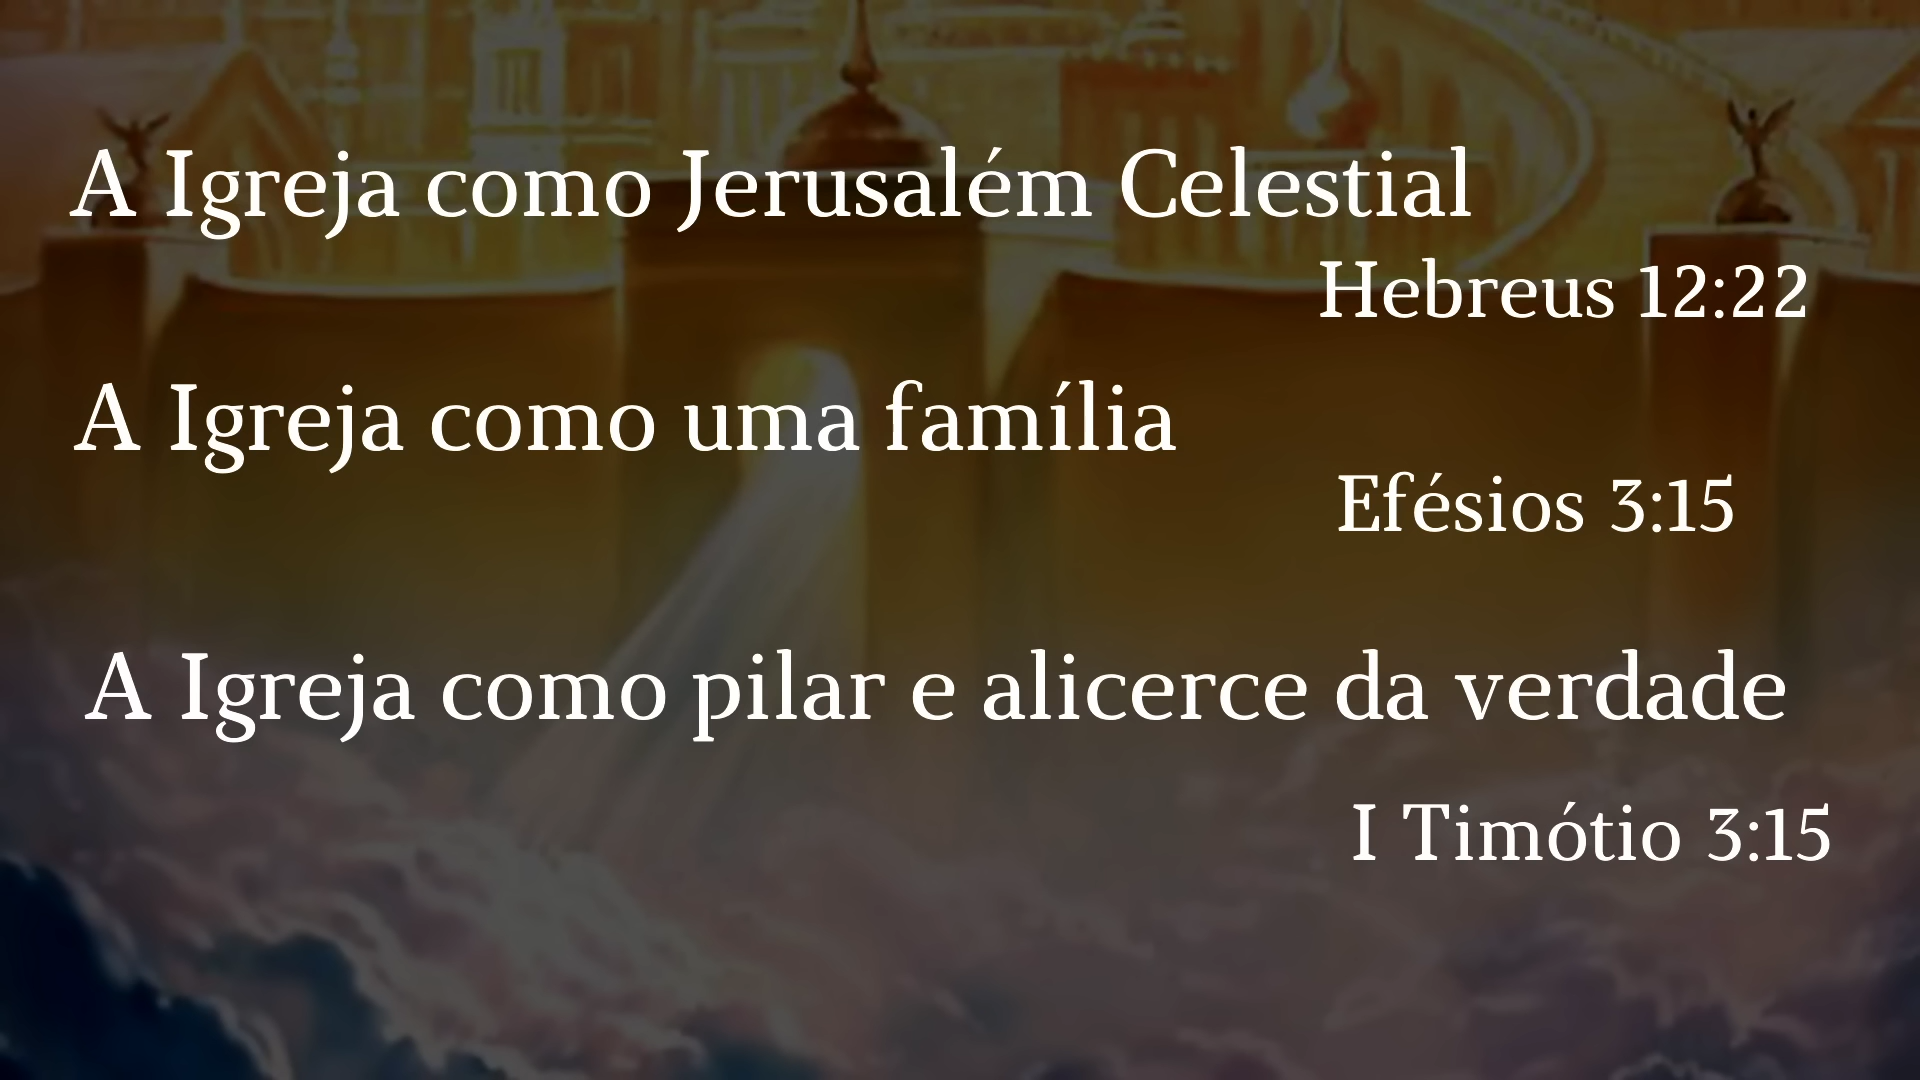 A Igreja como Jerusalém Celestial
Hebreus 12:22
A Igreja como uma família
Efésios 3:15
A Igreja como pilar e alicerce da verdade
I Timótio 3:15